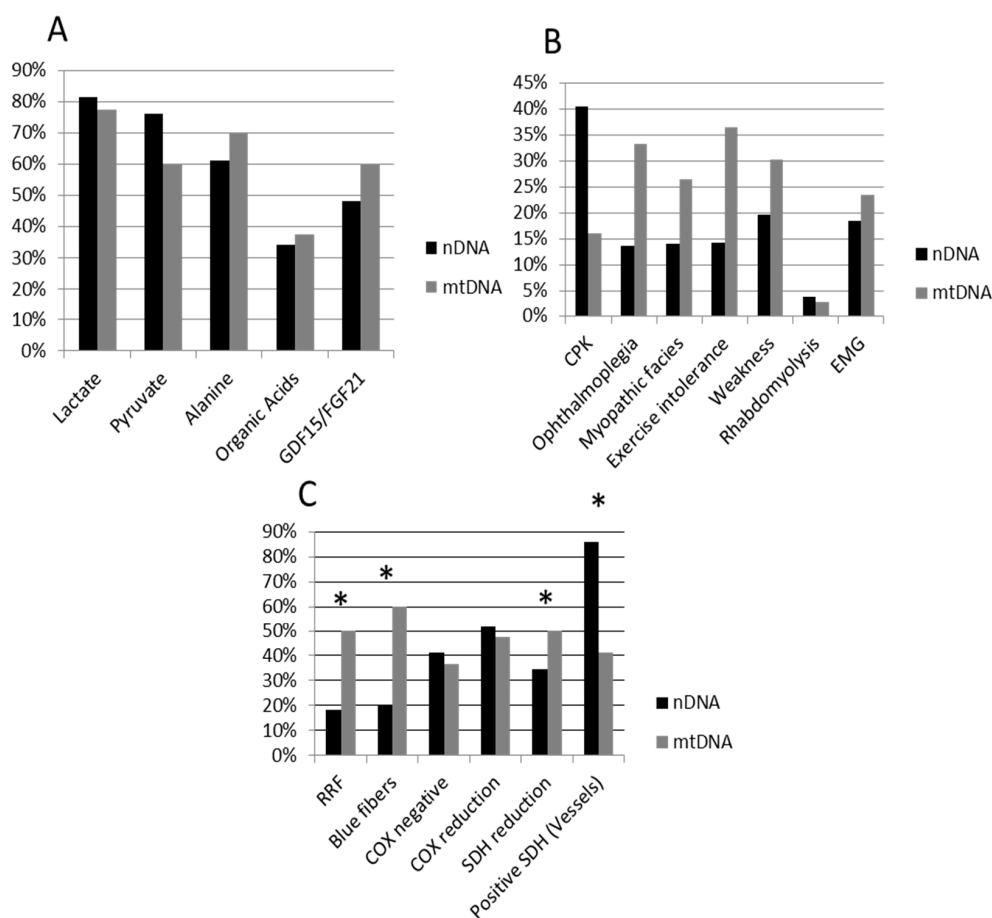 A
90%
80%
70%
60%
50%
40%
30%
20%
10%
0%
Lactate
Pyruvate
Alanine
Organic Acids
GDF15/FGF21
nDNA
mtDNA
B
45%
40%
35%
30%
25%
20%
15%
10%
5%
0%
CPK
Ophthalmoplegia
Myopathic facies
Exercise intolerance
Weakness
Rhabdomyolysis
EMG
nDNA
mtDNA
C
90%
80%
70%
60%
50%
40%
30%
20%
10%
0%
*
*
*
*
RRF
Blue fibers
COX negative
COX reduction
SDH reduction
Positive SDH (Vessels)
nDNA
mtDNA